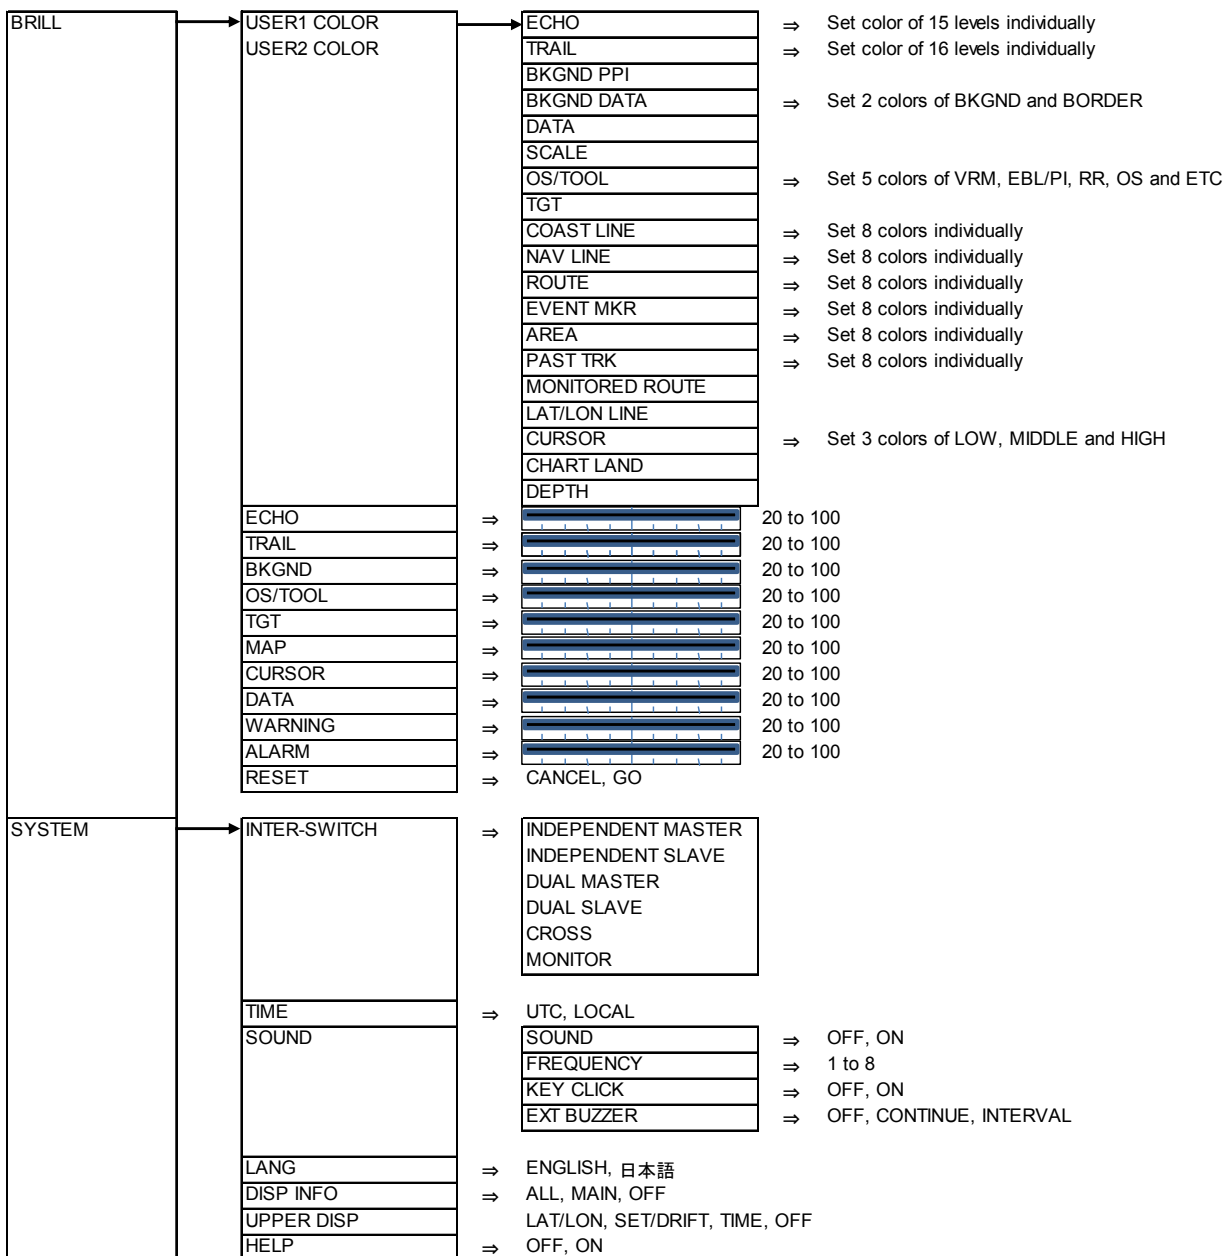 BRILL USER1 COLOR ECHO ⇒ Set color of 15 levels individually
USER2 COLOR TRAIL ⇒ Set color of 16 levels individually
BKGND PPI
BKGND DATA ⇒ Set 2 colors of BKGND and BORDER
DATA
SCALE
OS/TOOL ⇒ Set 5 colors of VRM, EBL/PI, RR, OS and ETC
TGT
COAST LINE ⇒ Set 8 colors individually
NAV LINE ⇒ Set 8 colors individually
ROUTE ⇒ Set 8 colors individually
EVENT MKR ⇒ Set 8 colors individually
AREA ⇒ Set 8 colors individually
PAST TRK ⇒ Set 8 colors individually
MONITORED ROUTE
LAT/LON LINE
CURSOR ⇒ Set 3 colors of LOW, MIDDLE and HIGH
CHART LAND
DEPTH
ECHO ⇒ 20 to 100
TRAIL ⇒ 20 to 100
BKGND ⇒ 20 to 100
OS/TOOL ⇒ 20 to 100
TGT ⇒ 20 to 100
MAP ⇒ 20 to 100
CURSOR ⇒ 20 to 100
DATA ⇒ 20 to 100
WARNING ⇒ 20 to 100
ALARM ⇒ 20 to 100
RESET ⇒ CANCEL, GO
SYSTEM INTER-SWITCH ⇒ INDEPENDENT MASTER
INDEPENDENT SLAVE
DUAL MASTER
DUAL SLAVE
CROSS
MONITOR
TIME ⇒ UTC, LOCAL
SOUND SOUND ⇒ OFF, ON
FREQUENCY ⇒ 1 to 8
KEY CLICK ⇒ OFF, ON
EXT BUZZER ⇒ OFF, CONTINUE, INTERVAL
LANG ⇒ ENGLISH, 日本語
DISP INFO ⇒ ALL, MAIN, OFF
UPPER DISP LAT/LON, SET/DRIFT, TIME, OFF
HELP ⇒ OFF, ON